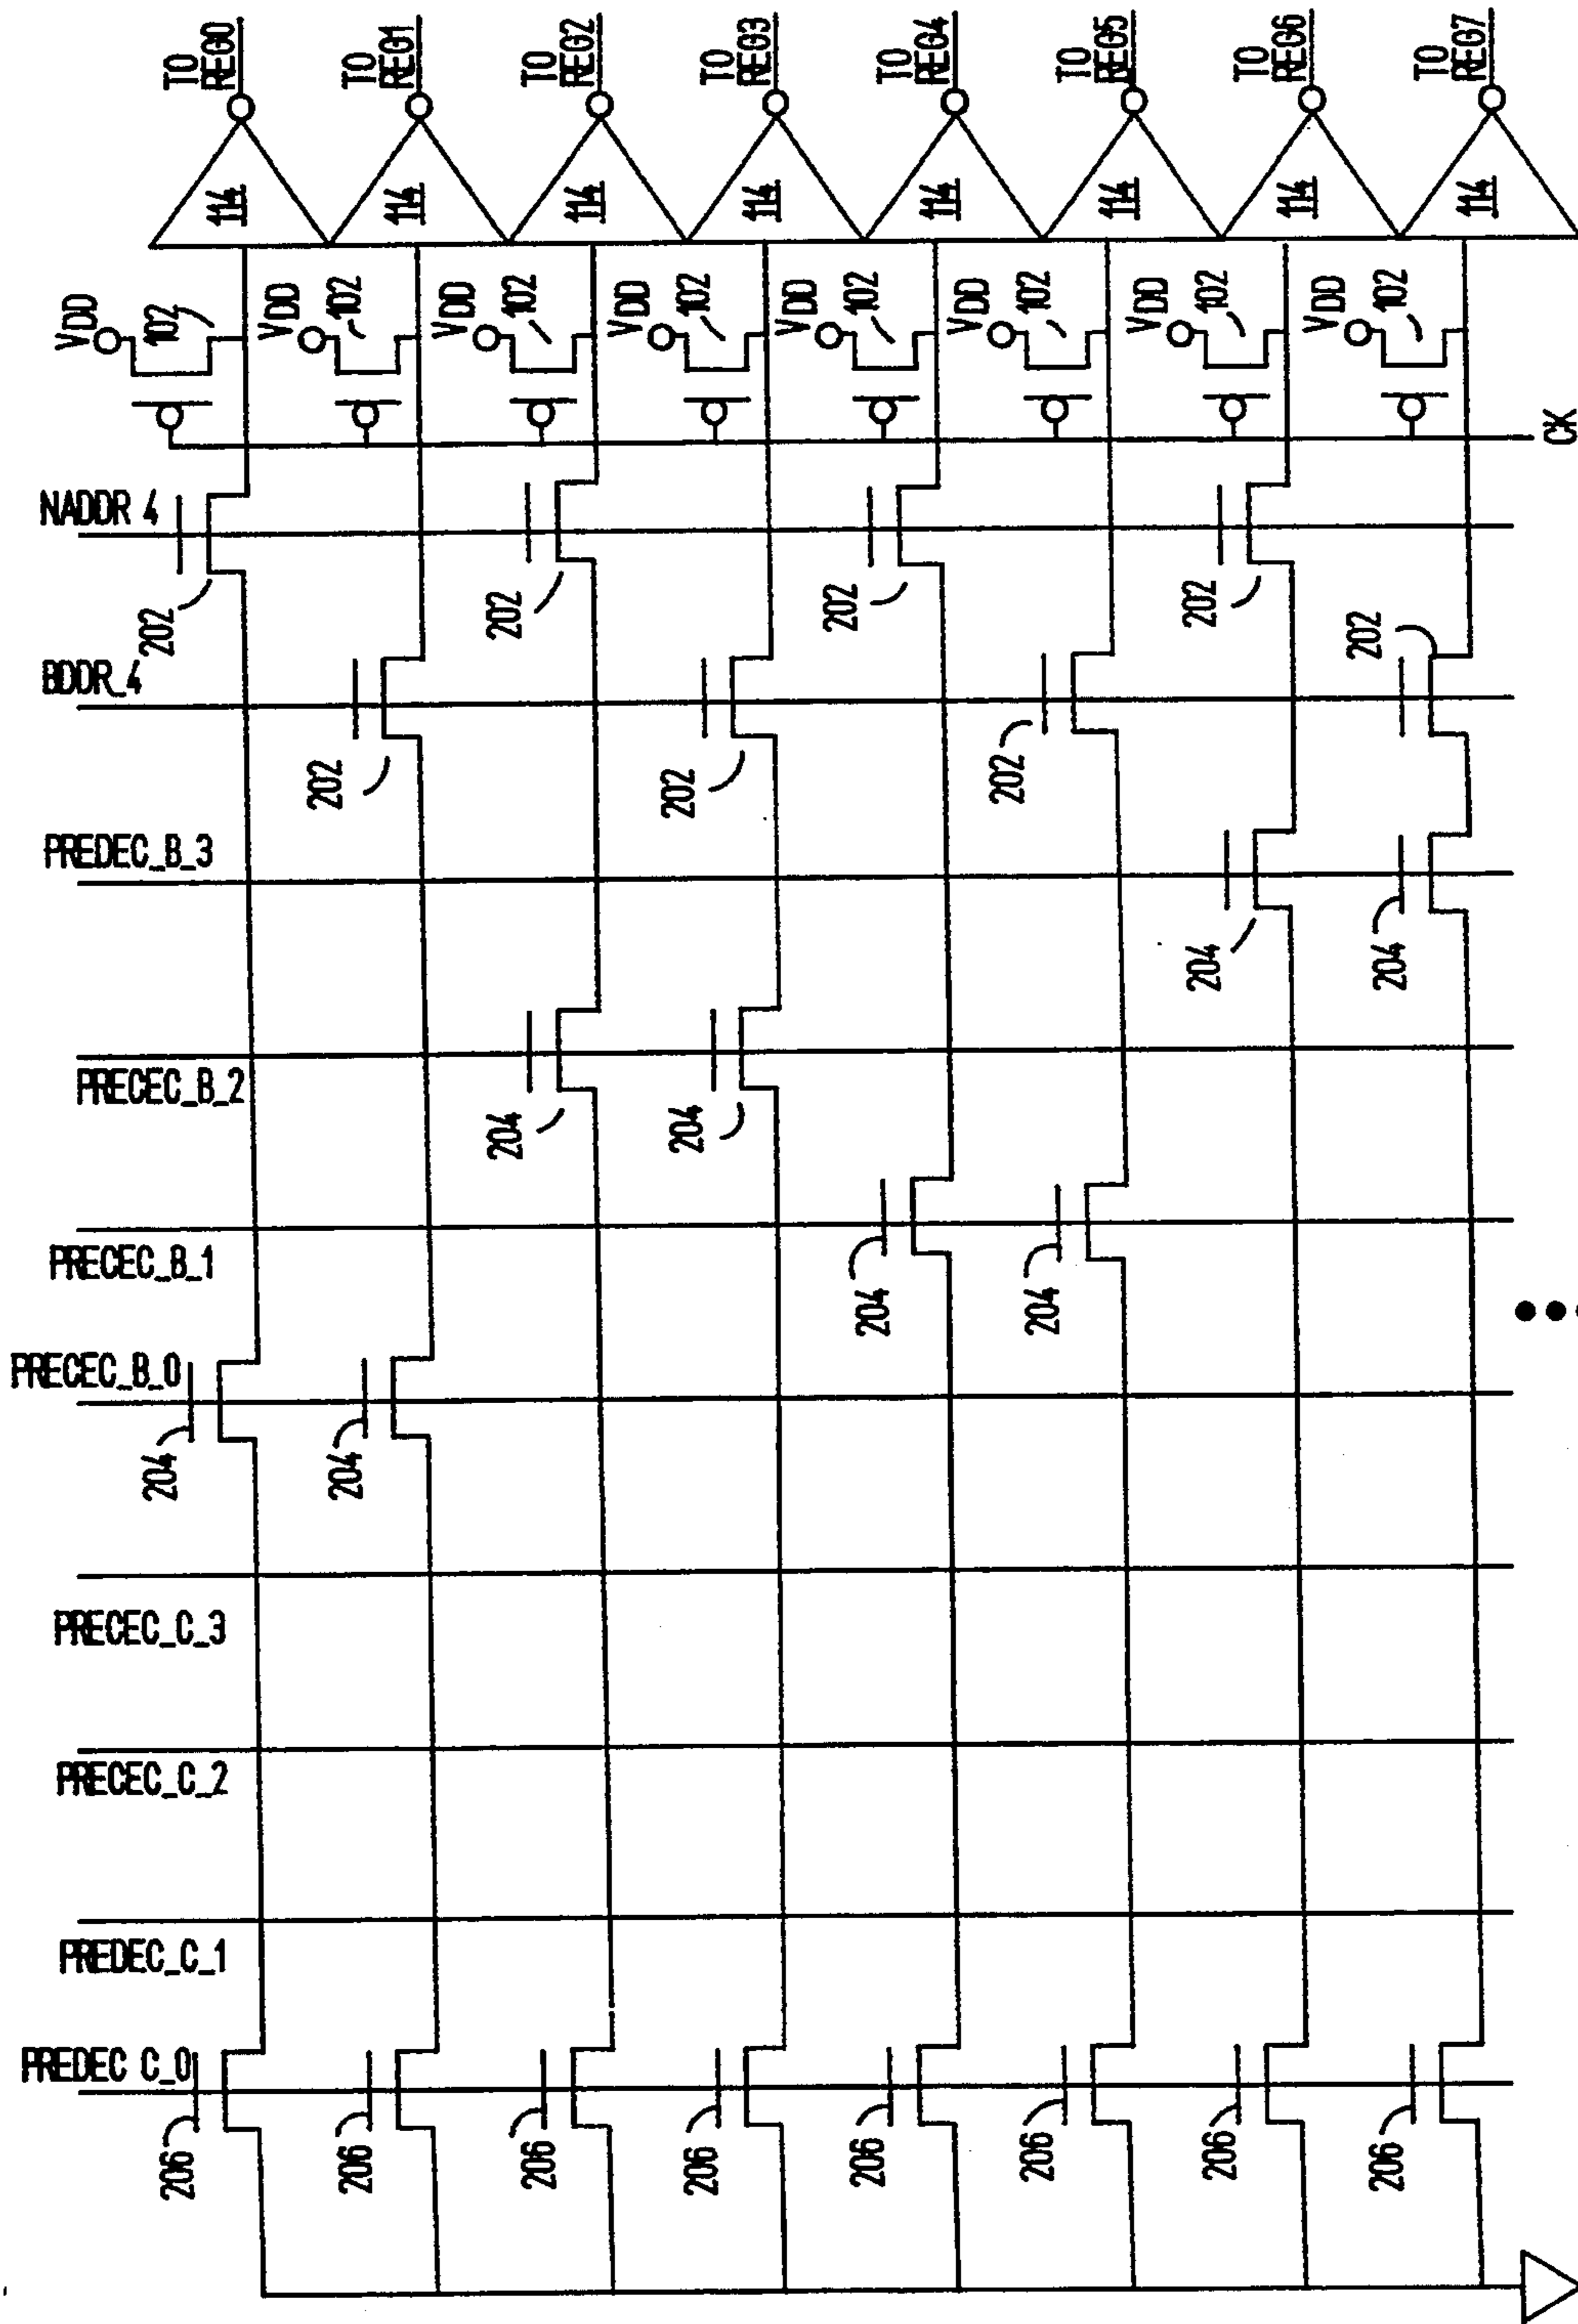 TO REG0
TO REG1
TO REG2
TO REG3
TO REG4
TO REG5
TO REG6
TO REG7
114
114
114
114
114
114
114
114
VDD
VDD
VDD
VDD
VDD
VDD
VDD
VDD
102
102
102
102
102
102
102
102
CK
NADDR 4
202
202
202
202
BDDR_4
202
202
202
202
PREDEC_B_3
204
204
PRECEC_B_2
204
204
PRECEC_B_1
204
204
PRECEC_B_0
204
204
PRECEC_C_3
PRECEC_C_2
PREDEC_C_1
PREDEC C_0
206
206
206
206
206
206
206
206